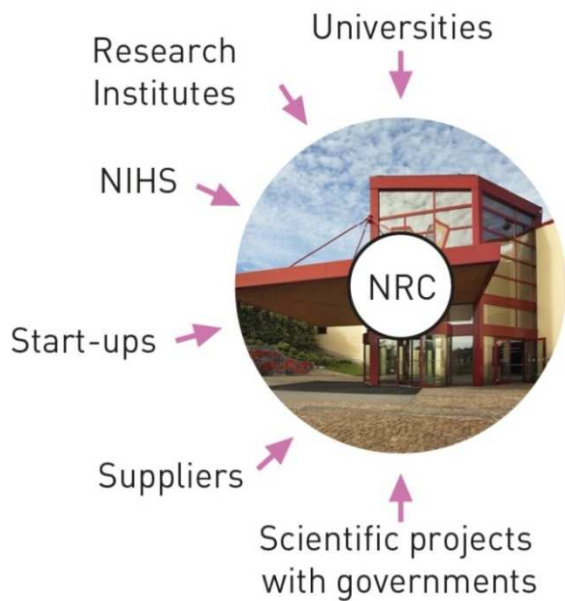 Universities
Research
Institutes
NIHS
NRC
Start-ups
Suppliers
Scientific projects
with governments